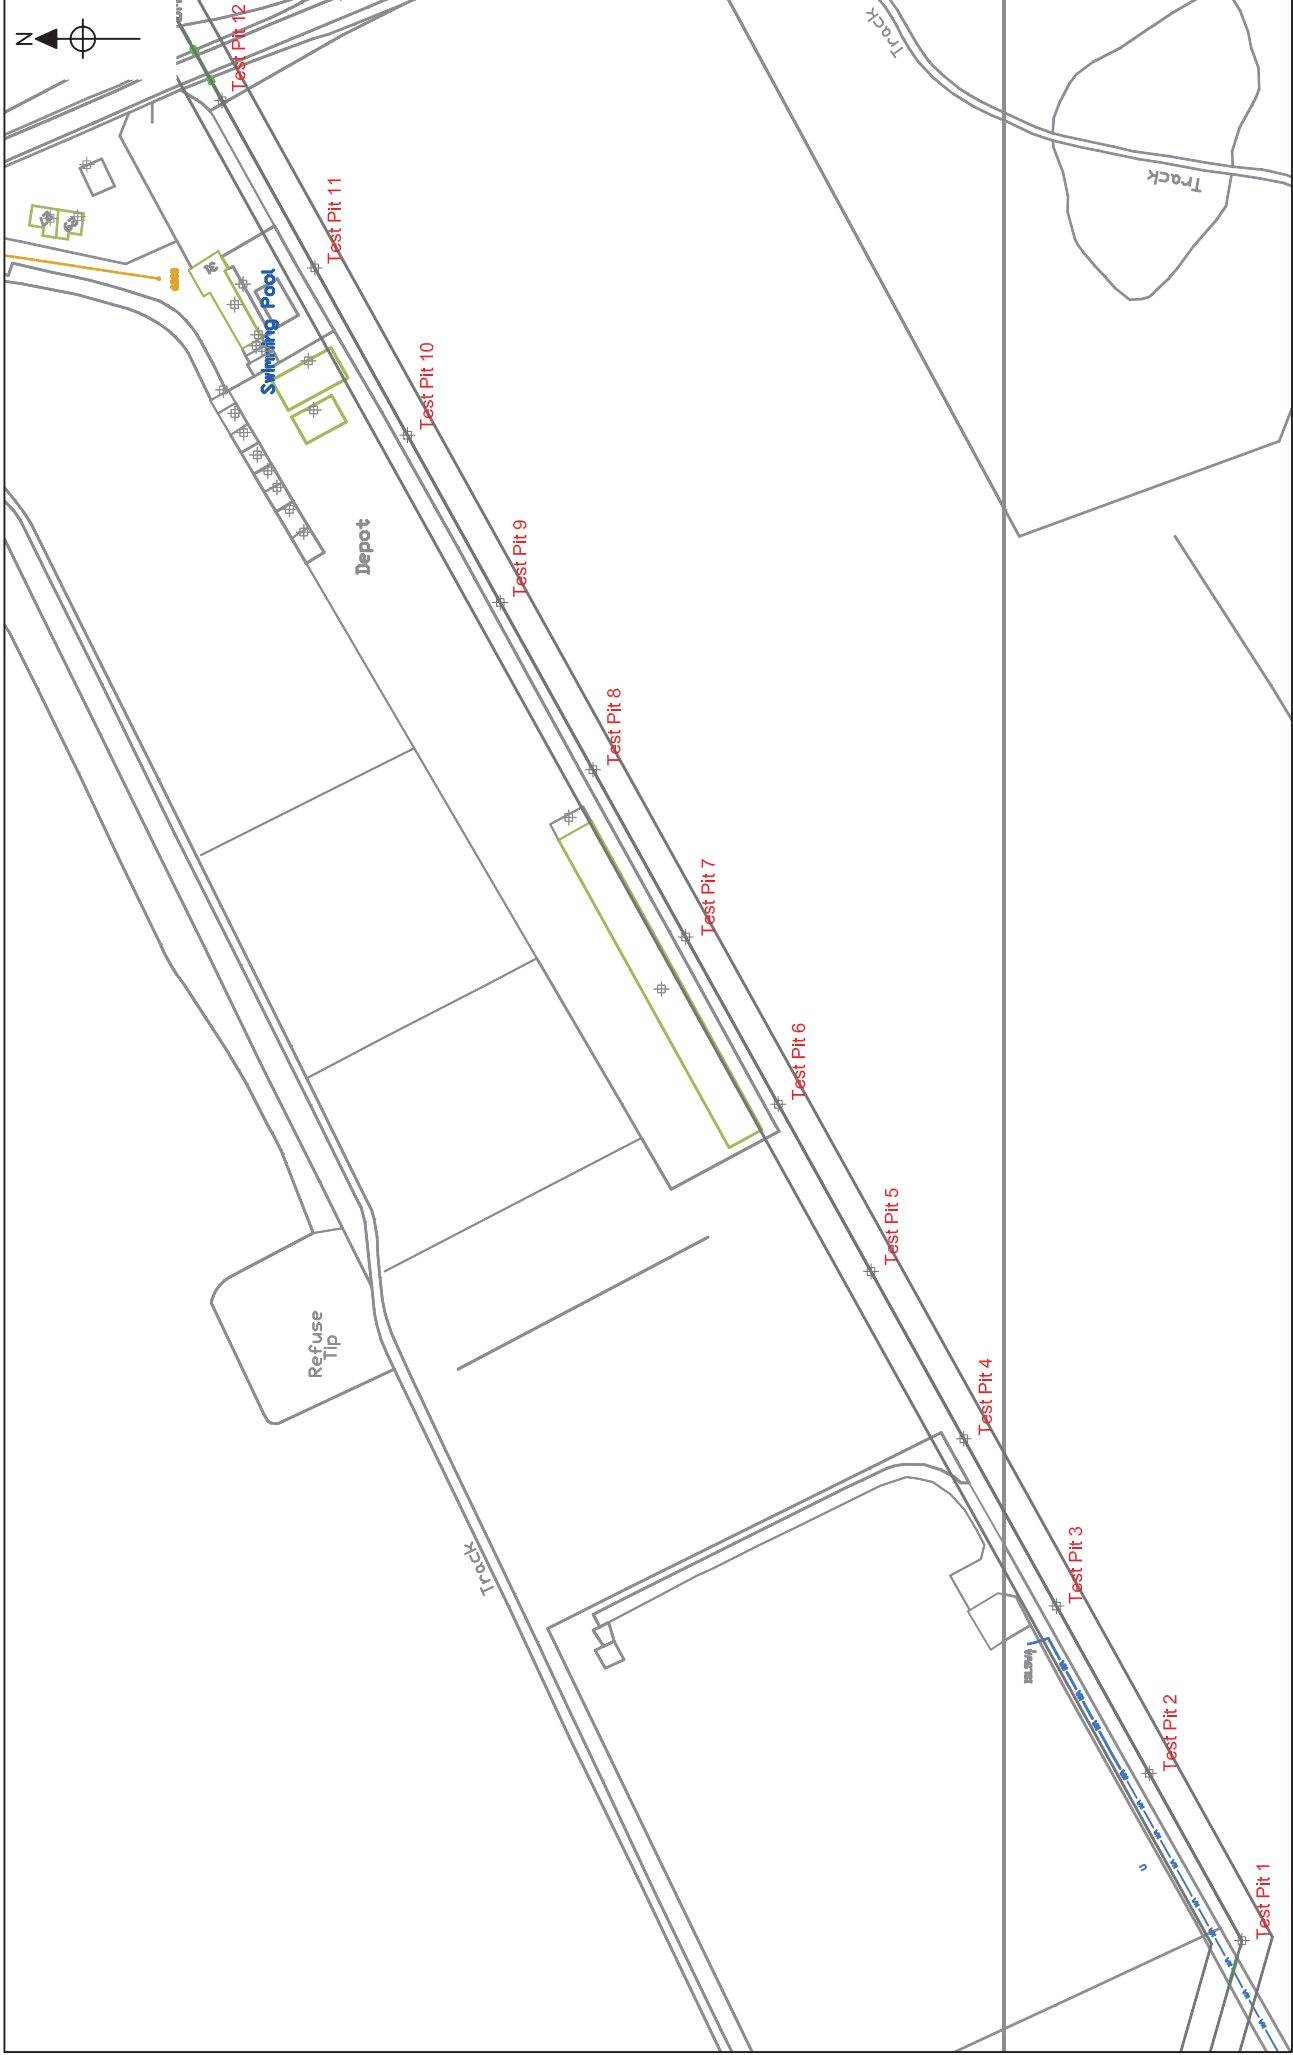 N
Test Pit 12
Track
Track
Test Pit 11
Swimming Pool
Test Pit 10
Depot
Test Pit 9
Test Pit 8
Test Pit 7
Test Pit 6
Test Pit 5
Refuse
Tip
Test Pit 4
Track
Test Pit 3
Test Pit 2
Test Pit 1